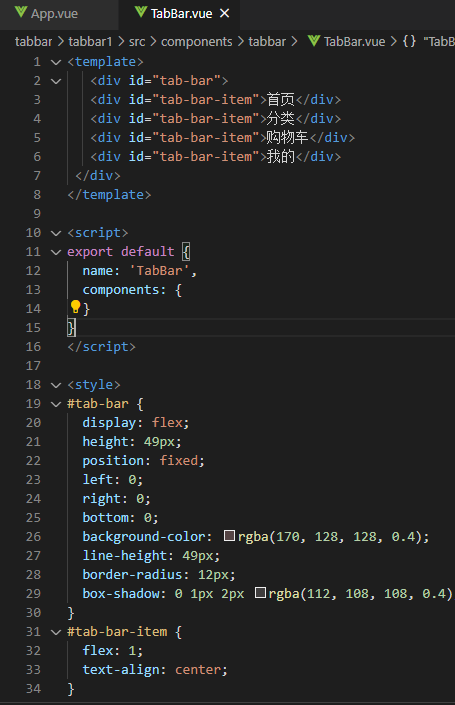 App.vue TabBar.vue ×
tabbar > tabbar1 > src > components > tabbar > TabBar.vue > {} "TabB
1 <template>
2 <div id="tab-bar">
3 <div id="tab-bar-item">首页</div>
4 <div id="tab-bar-item">分类</div>
5 <div id="tab-bar-item">购物车</div>
6 <div id="tab-bar-item">我的</div>
7 </div>
8 </template>
9
10 <script>
11 export default {
12 name: 'TabBar',
13 components: {
14 }
15 }
16 </script>
17
18 <style>
19 #tab-bar {
20 display: flex;
21 height: 49px;
22 position: fixed;
23 left: 0;
24 right: 0;
25 bottom: 0;
26 background-color: rgba(170, 128, 128, 0.4);
27 line-height: 49px;
28 border-radius: 12px;
29 box-shadow: 0 1px 2px rgba(112, 108, 108, 0.4)
30 }
31 #tab-bar-item {
32 flex: 1;
33 text-align: center;
34 }